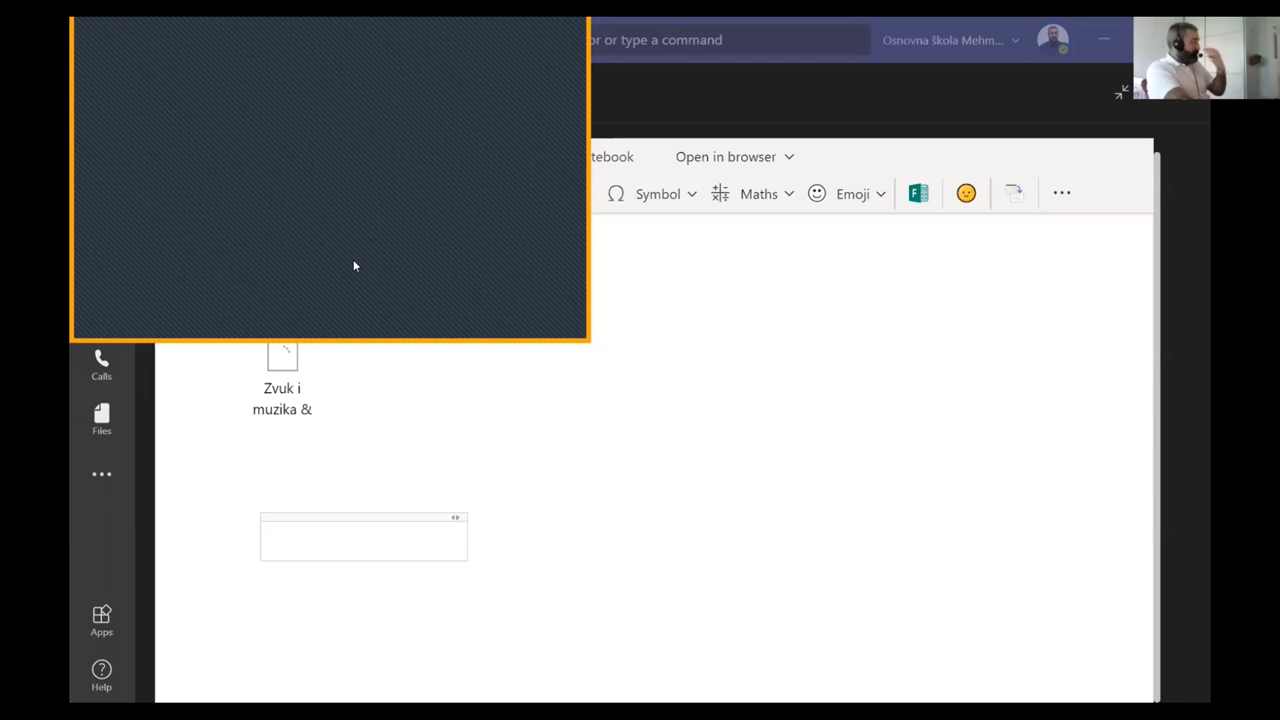 or or type a command
Osnovna škola Mehm...
tebook
Open in browser
Symbol
Maths
Emoji
Calls
Zvuk i
muzika &
Files
Apps
Help